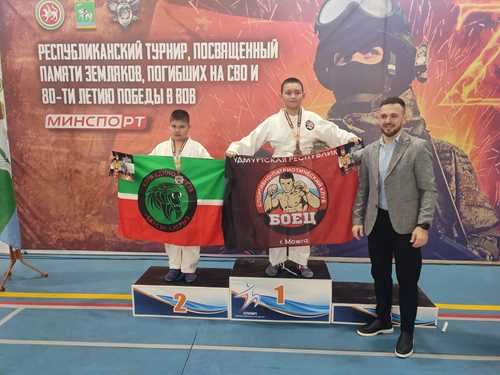 РЕСПУБЛИКАНСКИЙ ТУРНИР, ПОСВЯЩЕННЫЙ
ПАМЯТИ ЗЕМЛЯКОВ, ПОГИБШИХ НА СВО И
80-ТИ ЛЕТИЮ ПОБЕДЫ В ВОВ
МИНСПОРТ
УДМУРТСКАЯ РЕСПУБЛИКА
БОЕЦ
г. Можга
2
1